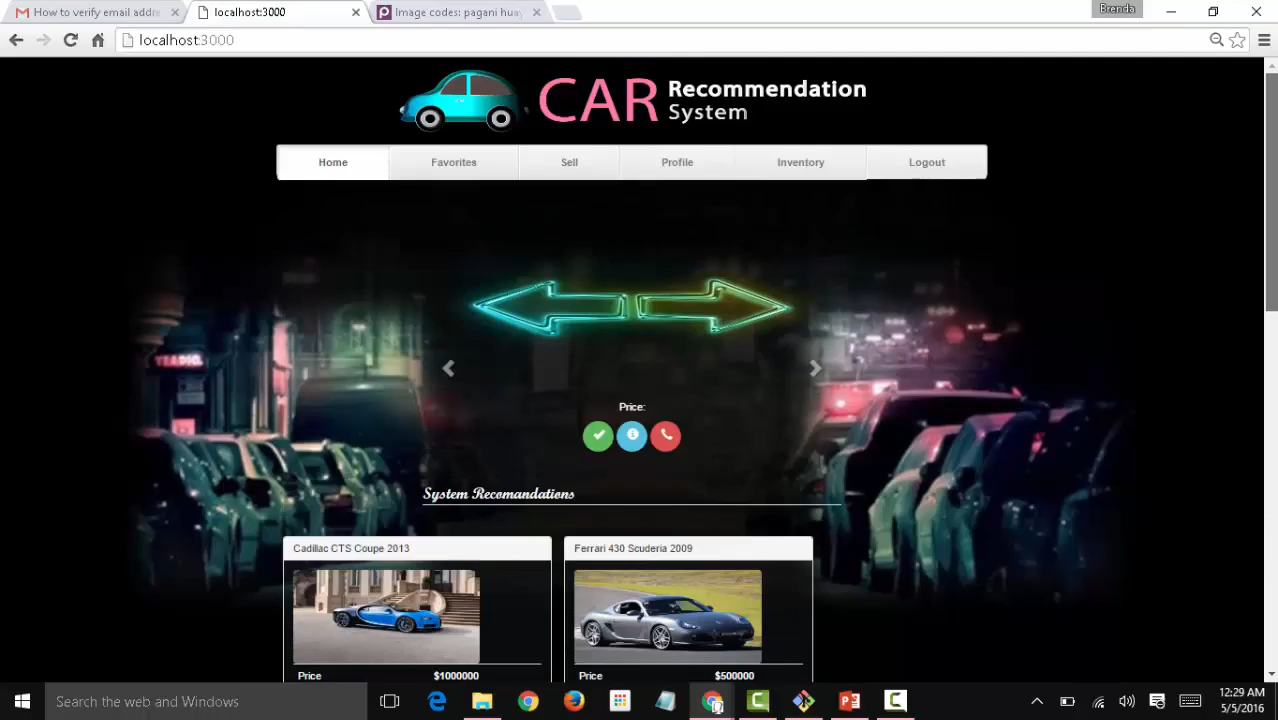 How to verify email addre
localhost:3000
Image codes: pagani huay
Brenda
localhost:3000
CAR Recommendation
System
Home Favorites Sell Profile Inventory Logout
Price:
System Recomandations
Cadillac CTS Coupe 2013
Ferrari 430 Scuderia 2009
Price $1000000
Price $500000
Search the web and Windows
12:29 AM
5/5/2016